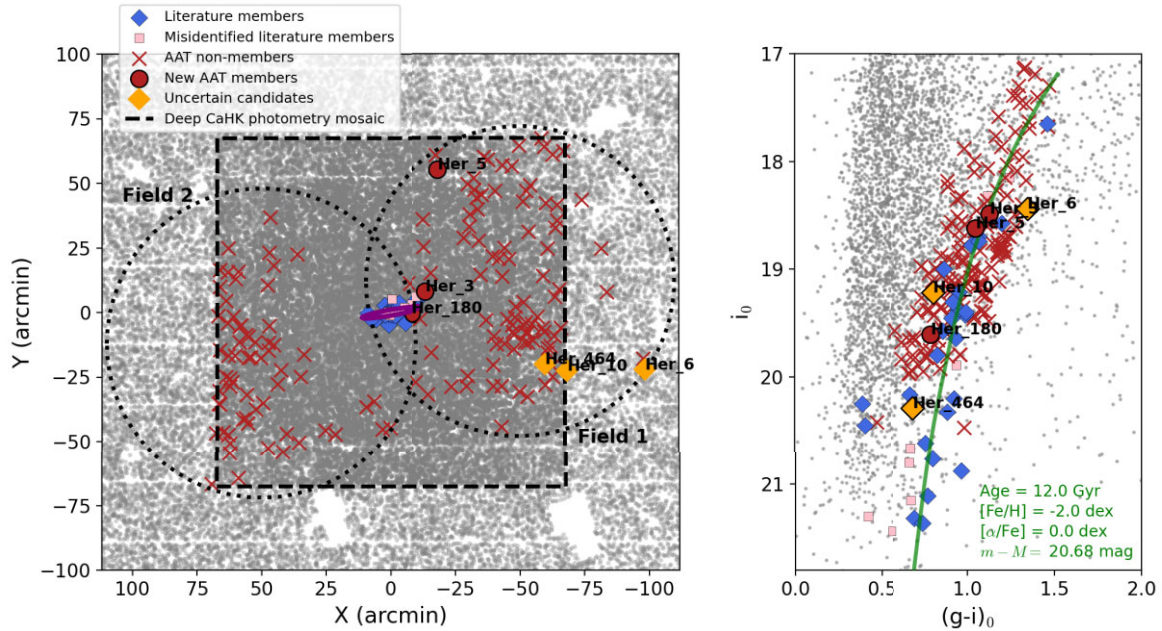 Literature members
Misidentified literature members
AAT non-members
New AAT members
Uncertain candidates
Deep CaHK photometry mosaic
100
75
50
25
0
−25
−50
−75
−100
Y (arcmin)
Field 2
Her_5
Her_3
Her_180
Her_464
Her_10
Her_6
Field 1
100
75
50
25
0
−25
−50
−75
−100
X (arcmin)
17
18
19
20
21
i₀
Her_6
Her_5
Her_10
Her_180
Her_464
Age = 12.0 Gyr
[Fe/H] = -2.0 dex
[α/Fe] = 0.0 dex
m − M = 20.68 mag
0.0
0.5
1.0
1.5
2.0
(g-i)₀